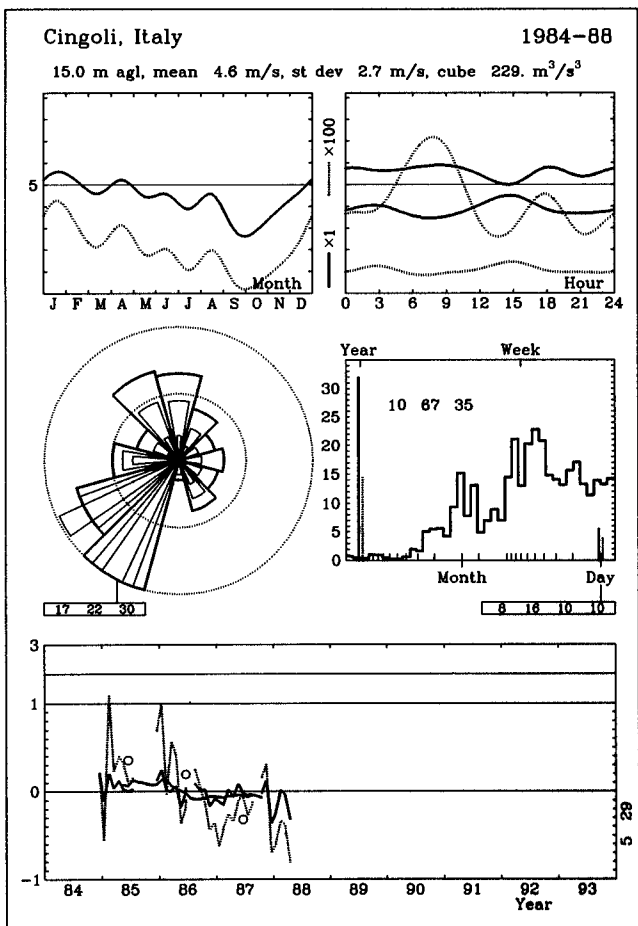 Cingoli, Italy 1984–88
15.0 m agl, mean 4.6 m/s, st dev 2.7 m/s, cube 229. m³/s³
5
×1 ×100
Month Hour
J F M A M J J A S O N D 0 3 6 9 12 15 18 21 24
Year Week
35
30
25
20
15
10
5
0
10 67 35
Month Day
17 22 30 8 16 10 10
3
1
0
-1
5 29
84 85 86 87 88 89 90 91 92 93
Year